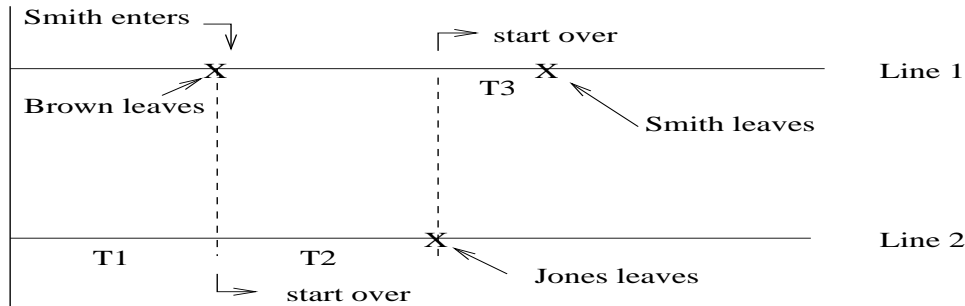 Smith enters
start over
X
X
Line 1
T3
Brown leaves
Smith leaves
X
Line 2
T1
T2
Jones leaves
start over